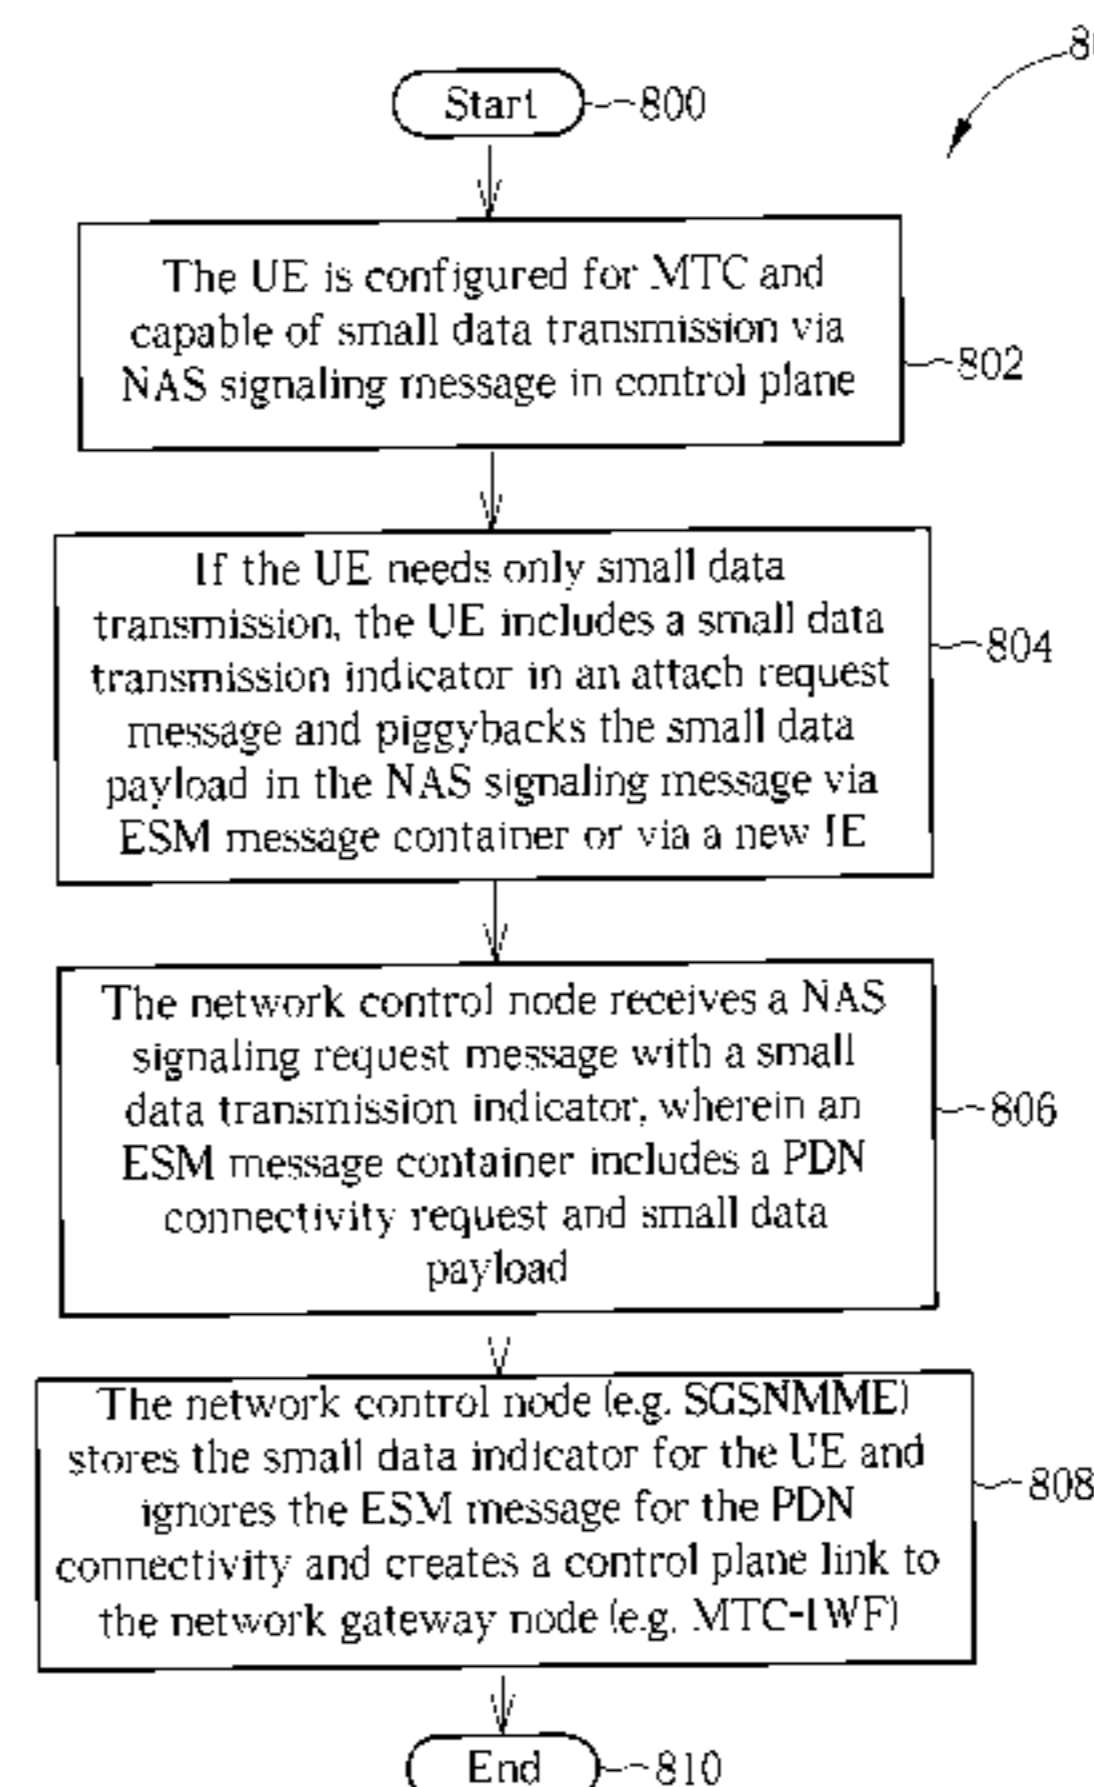 Start
800
The UE is configured for MTC and
capable of small data transmission via
NAS signaling message in control plane
802
If the UE needs only small data
transmission, the UE includes a small data
transmission indicator in an attach request
message and piggybacks the small data
payload in the NAS signaling message via
ESM message container or via a new IE
804
The network control node receives a NAS
signaling request message with a small
data transmission indicator, wherein an
ESM message container includes a PDN
connectivity request and small data
payload
806
The network control node (e.g. SGSNMME)
stores the small data indicator for the UE and
ignores the ESM message for the PDN
connectivity and creates a control plane link to
the network gateway node (e.g. MTC-IWF)
808
End
810